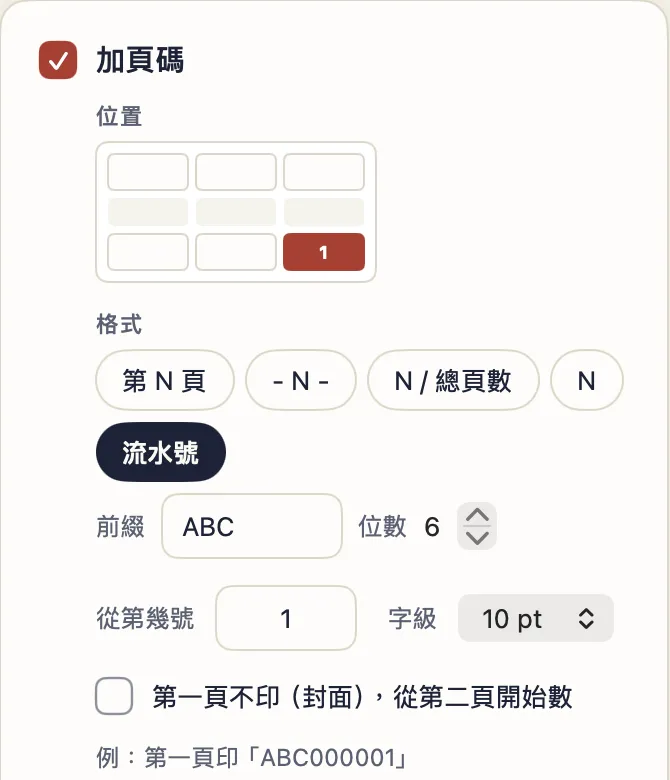 加頁碼
位置
1
格式
第 N 頁 - N - N / 總頁數 N
流水號
前綴 ABC 位數 6
從第幾號 1 字級 10 pt
第一頁不印（封面），從第二頁開始數
例：第一頁印「ABC000001」